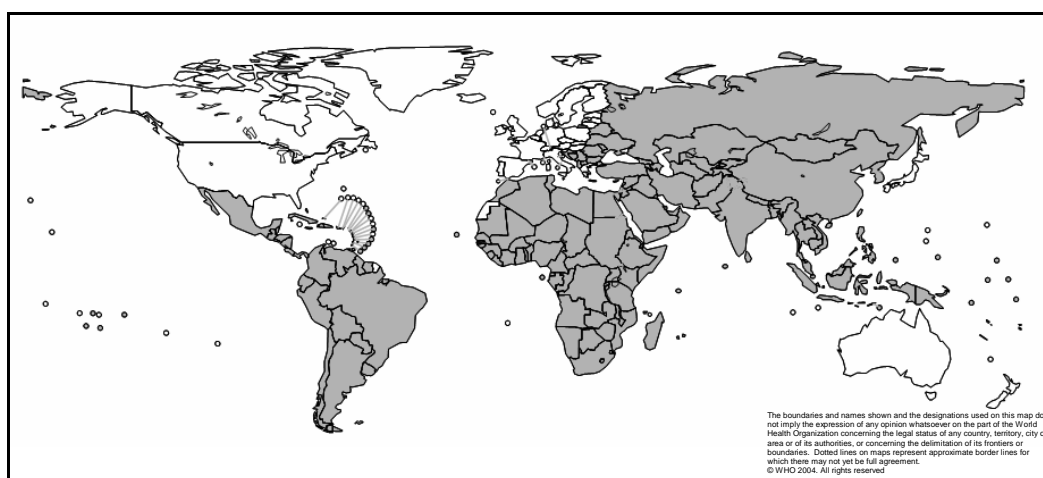 The boundaries and names shown and the designations used on this map do
not imply the expression of any opinion whatsoever on the part of the World
Health Organization concerning the legal status of any country, territory, city o
area or of its authorities, or concerning the delimitation of its frontiers or
boundaries. Dotted lines on maps represent approximate border lines for
which there may not yet be full agreement.
© WHO 2004. All rights reserved